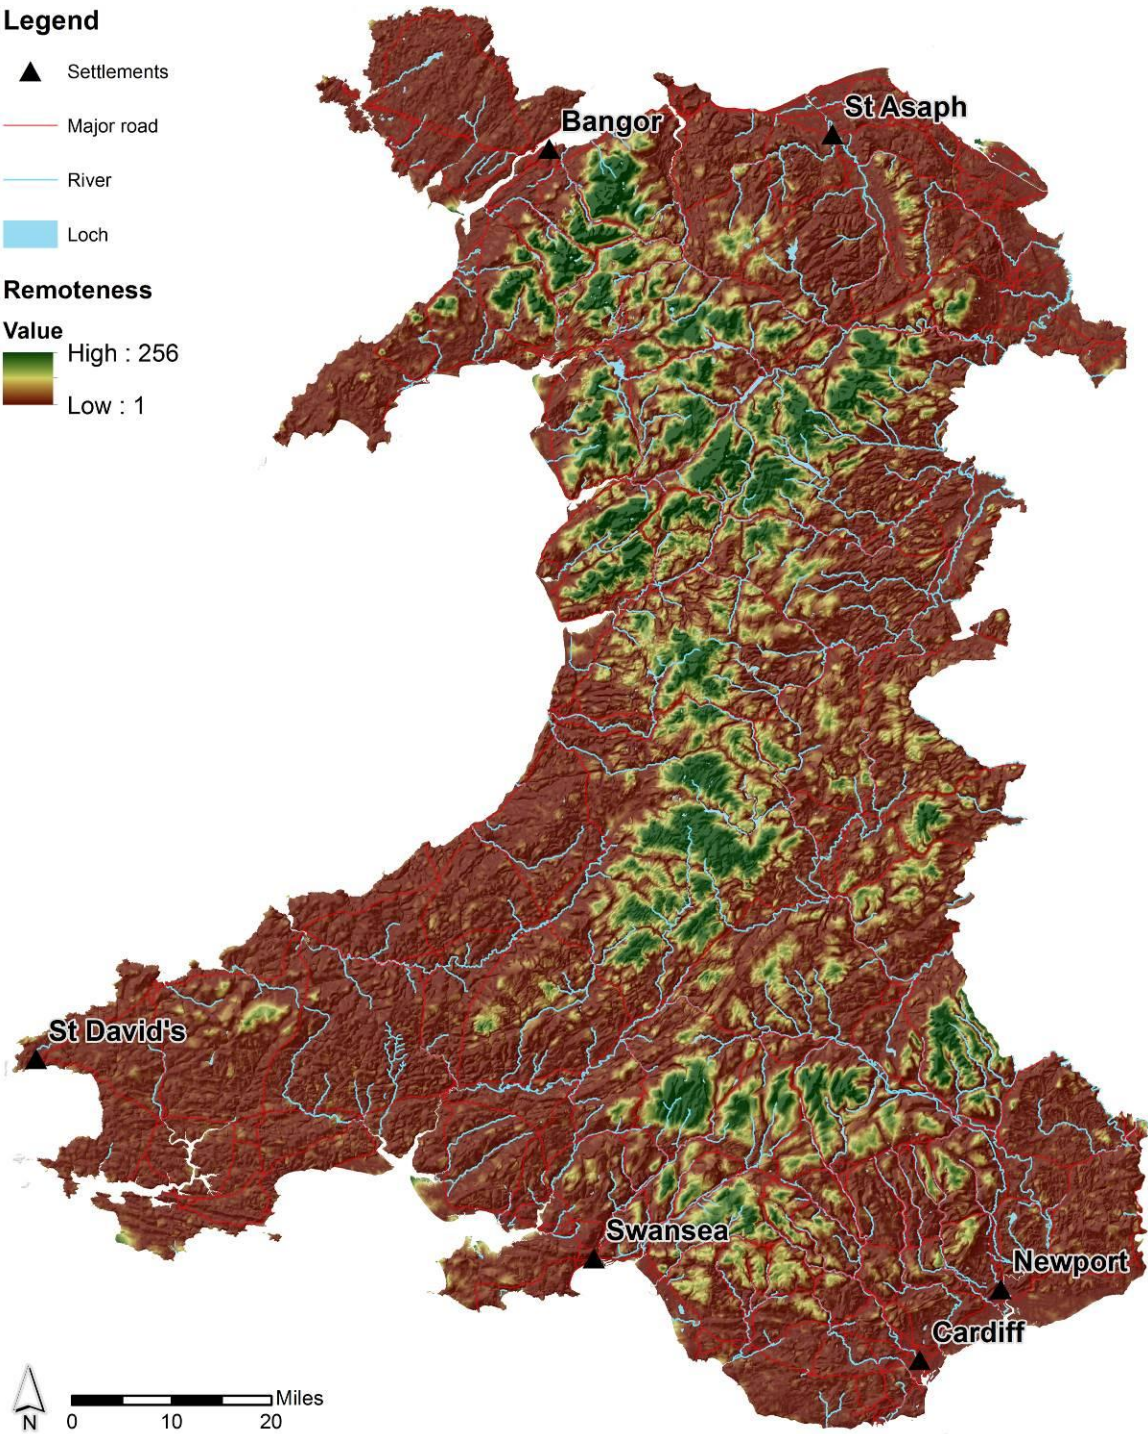 Legend
Settlements
Major road
River
Loch
Remoteness
Value
High : 256
Low : 1
Bangor
St Asaph
St David's
Swansea
Newport
Cardiff
N
Miles
0 10 20